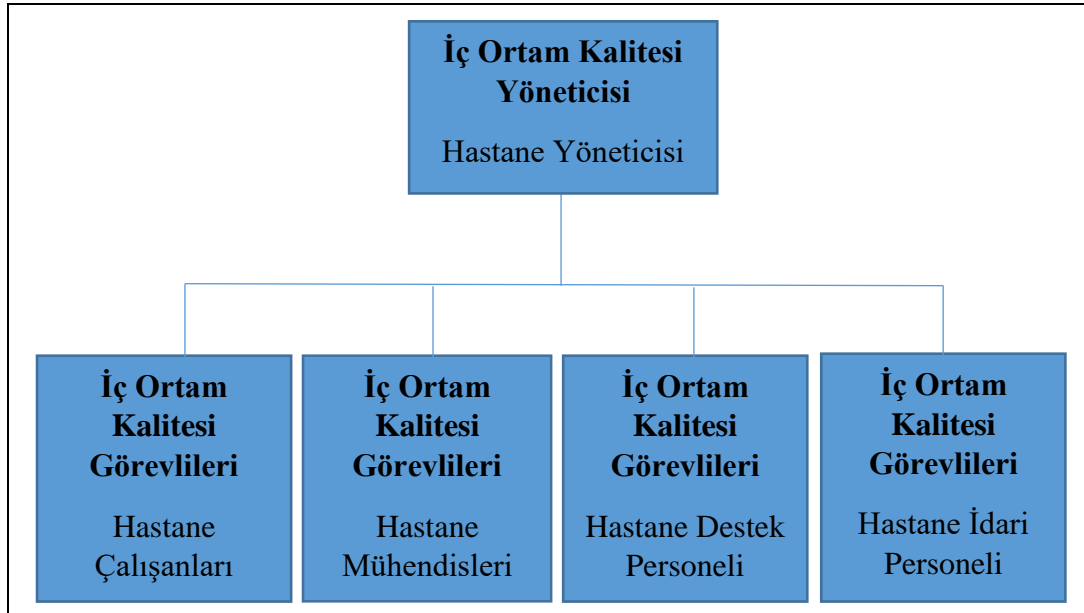 İç Ortam Kalitesi
Yöneticisi
Hastane Yöneticisi
İç Ortam
Kalitesi
Görevlileri
Hastane
Çalışanları
İç Ortam
Kalitesi
Görevlileri
Hastane
Mühendisleri
İç Ortam
Kalitesi
Görevlileri
Hastane Destek
Personeli
İç Ortam
Kalitesi
Görevlileri
Hastane İdari
Personeli